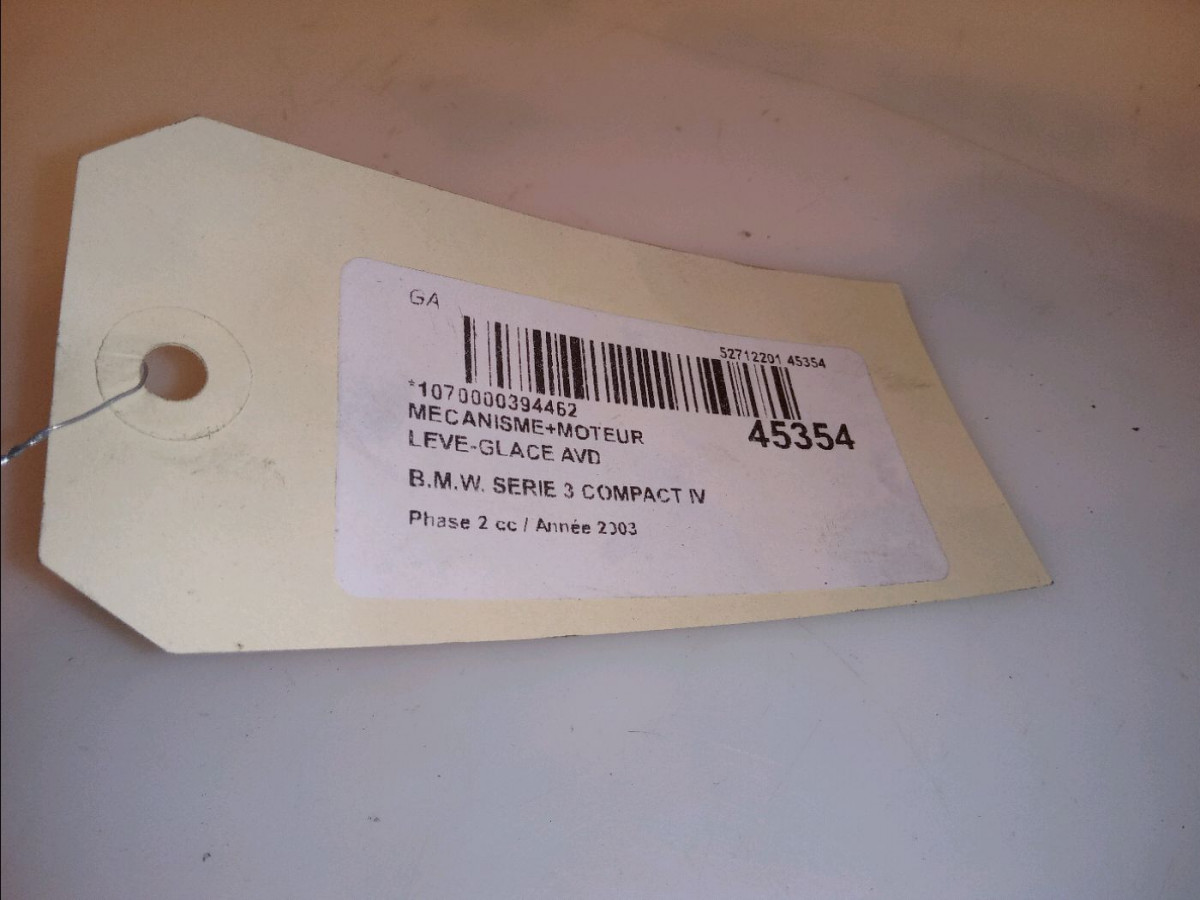 GA
52712201 45354
*1070000394462
45354
MECANISME+MOTEUR
LEVE-GLACE AVD
B.M.W. SERIE 3 COMPACT IV
Phase 2 cc / Année 2003